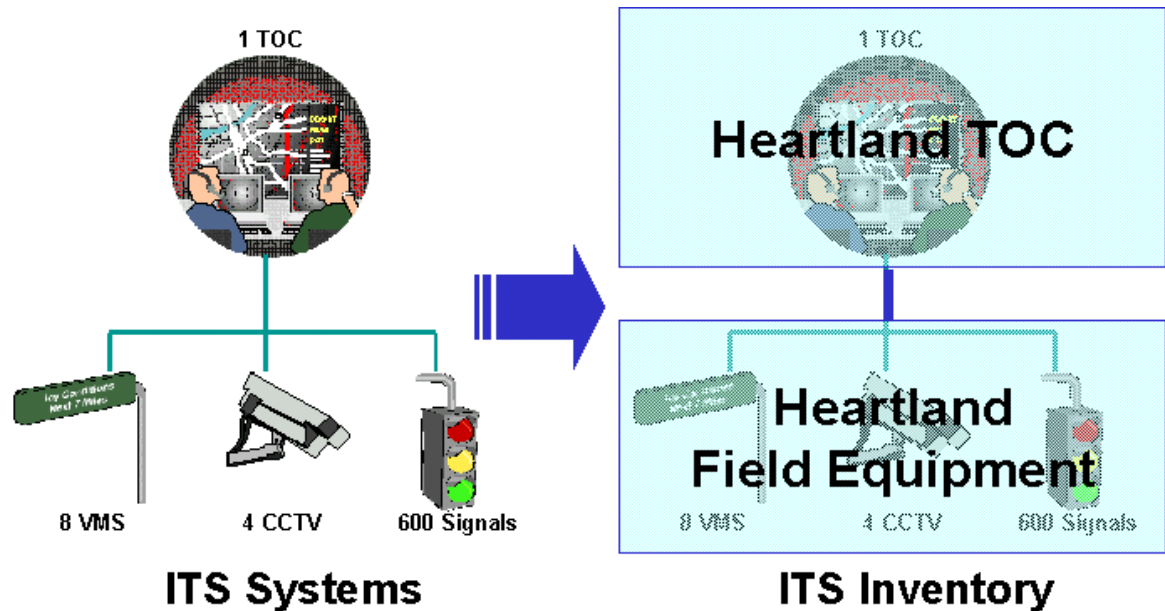 1 TOC
8 VMS
4 CCTV
600 Signals
ITS Systems
1 TOC
Heartland TOC
Heartland
Field Equipment
8 VMS
4 CCTV
600 Signals
ITS Inventory